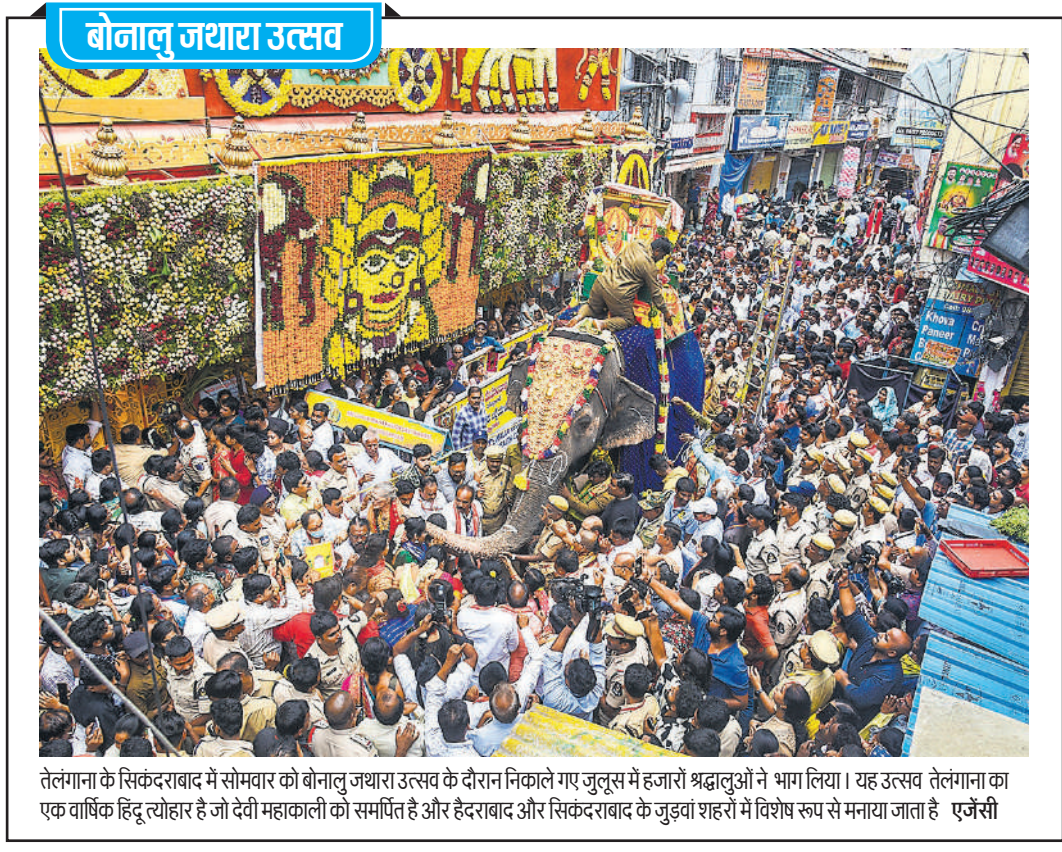 बोनालु जथारा उत्सव
Khova
Paneer
तेलंगाना के सिकंदराबाद में सोमवार को बोनालु जथारा उत्सव के दौरान निकाले गए जुलूस में हजारों श्रद्धालुओं ने भाग लिया। यह उत्सव तेलंगाना का
एक वार्षिक हिंदू त्योहार है जो देवी महाकाली को समर्पित है और हैदराबाद और सिकंदराबाद के जुड़वां शहरों में विशेष रूप से मनाया जाता है एजेंसी